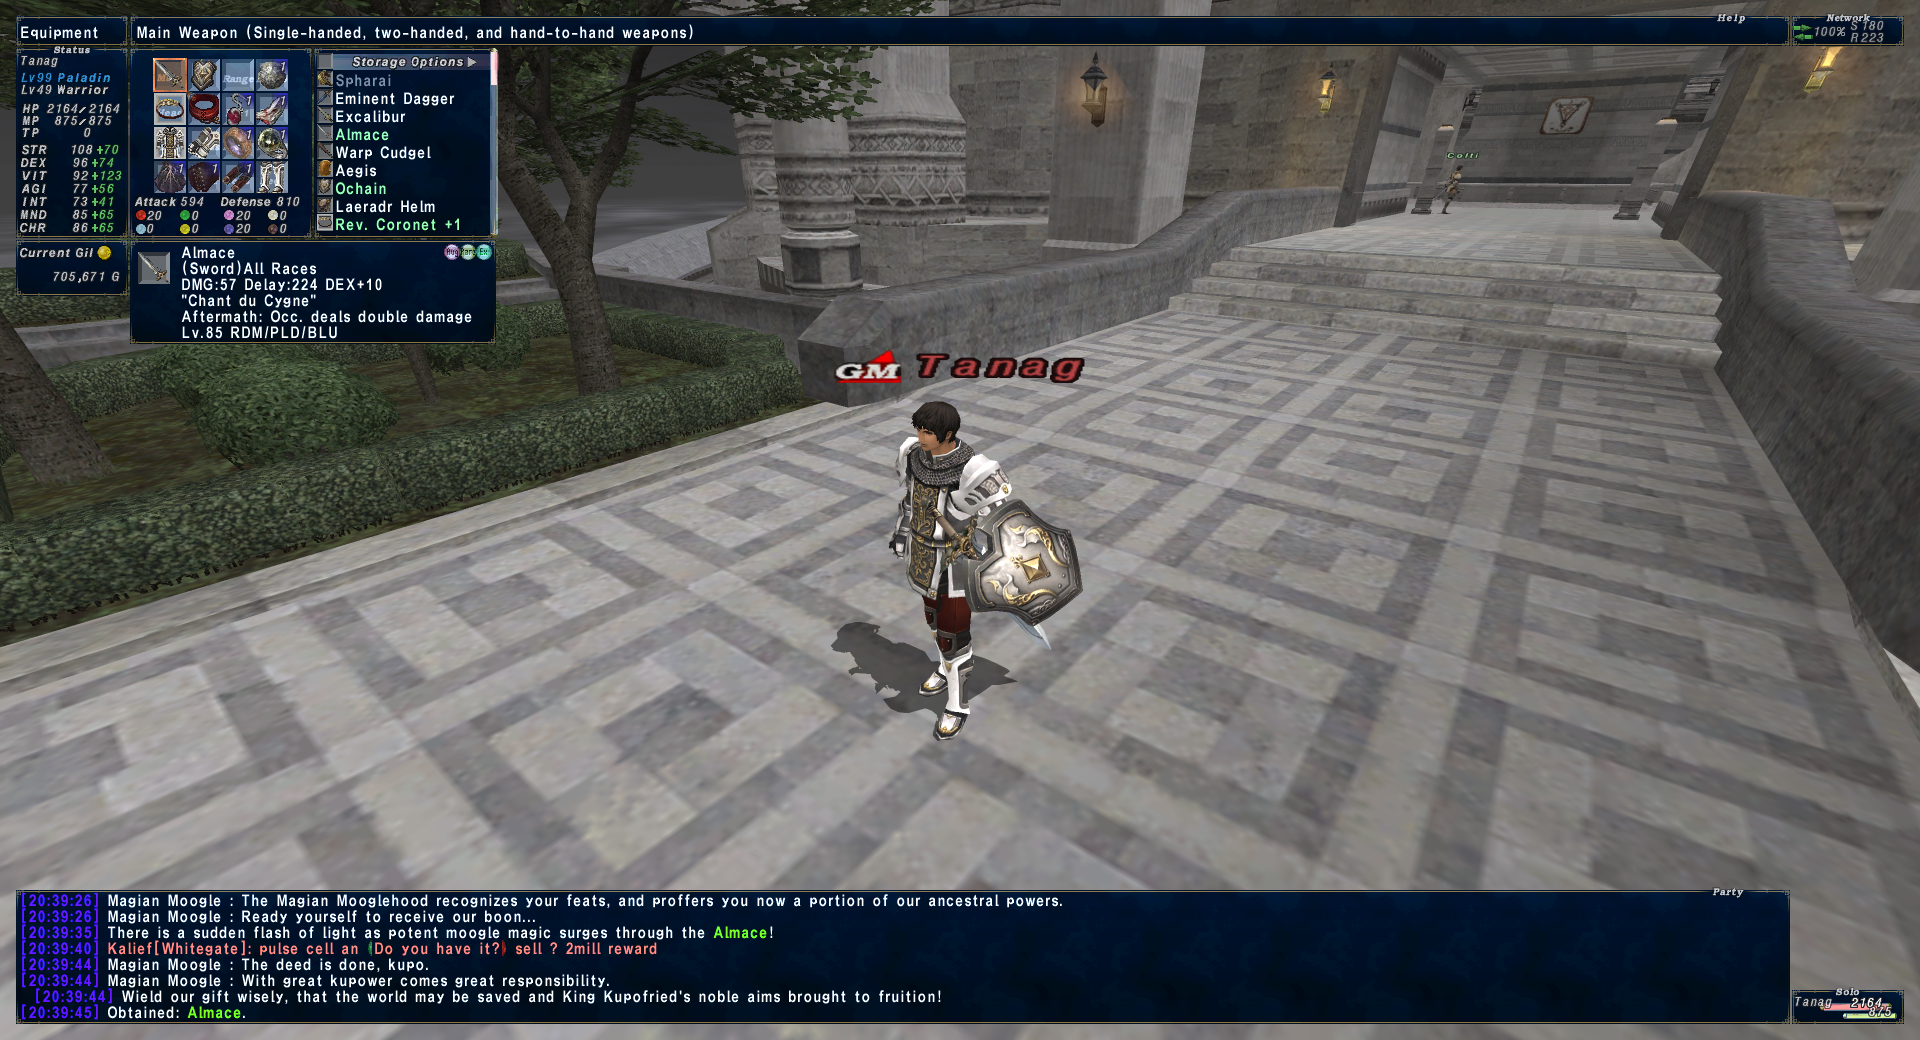 Equipment
Main Weapon (Single-handed, two-handed, and hand-to-hand weapons)
Help
Network
100% S 180
R 223
Status
Tanag
Lv99 Paladin
Lv49 Warrior
HP 2164/2164
MP 875/875
TP 0
STR 108 +70
DEX 96 +74
VIT 92 +123
AGI 77 +56
INT 73 +41
MND 85 +65
CHR 86 +65
Range
Attack 594 Defense 810
20 0 20 0
0 0 20 0
Storage Options
Spharai
Eminent Dagger
Excalibur
Almace
Warp Cudgel
Aegis
Ochain
Laeradr Helm
Rev. Coronet +1
Current Gil
705,671 G
Almace
Aug Rare Ex
(Sword)All Races
DMG:57 Delay:224 DEX+10
"Chant du Cygne"
Aftermath: Occ. deals double damage
Lv.85 RDM/PLD/BLU
Colti
GM Tanag
Party
[20:39:26] Magian Moogle : The Magian Mooglehood recognizes your feats, and proffers you now a portion of our ancestral powers.
[20:39:26] Magian Moogle : Ready yourself to receive our boon...
[20:39:35] There is a sudden flash of light as potent moogle magic surges through the Almace!
[20:39:40] Kalief[Whitegate]: pulse cell an (Do you have it?) sell ? 2mill reward
[20:39:44] Magian Moogle : The deed is done, kupo.
[20:39:44] Magian Moogle : With great kupower comes great responsibility.
[20:39:44] Wield our gift wisely, that the world may be saved and King Kupofried's noble aims brought to fruition!
[20:39:45] Obtained: Almace.
Solo
Tanag 2164
875